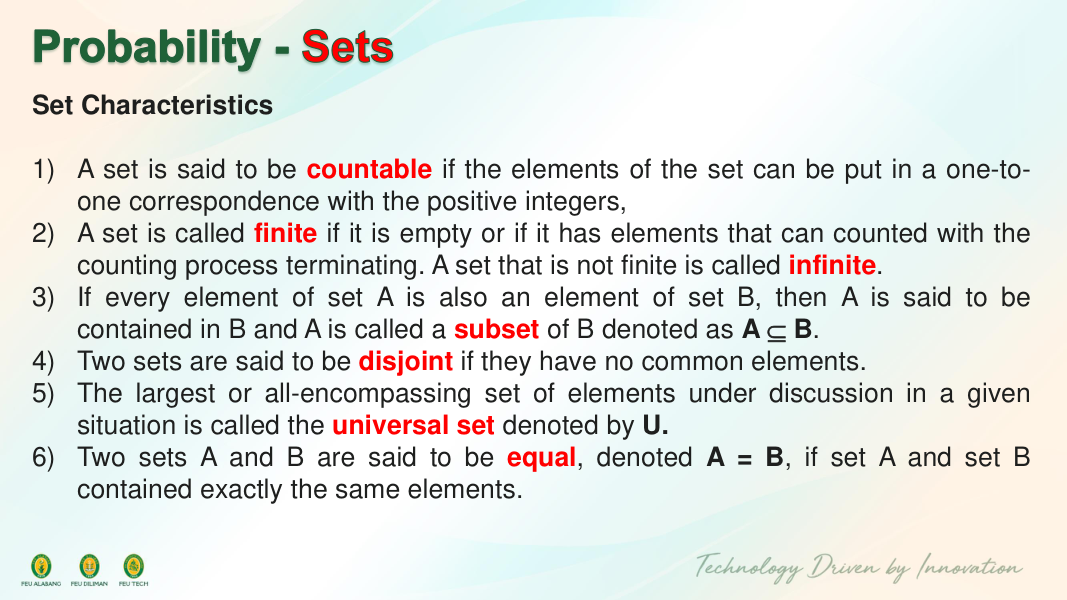 Probability - Sets
Set Characteristics
1) A set is said to be countable if the elements of the set can be put in a one-to-
one correspondence with the positive integers,
2) A set is called finite if it is empty or if it has elements that can counted with the
counting process terminating. A set that is not finite is called infinite.
3) If every element of set A is also an element of set B, then A is said to be
contained in B and A is called a subset of B denoted as A ⊆ B.
4) Two sets are said to be disjoint if they have no common elements.
5) The largest or all-encompassing set of elements under discussion in a given
situation is called the universal set denoted by U.
6) Two sets A and B are said to be equal, denoted A = B, if set A and set B
contained exactly the same elements.
FEU ALABANG FEU DILIMAN FEU TECH
Technology Driven by Innovation